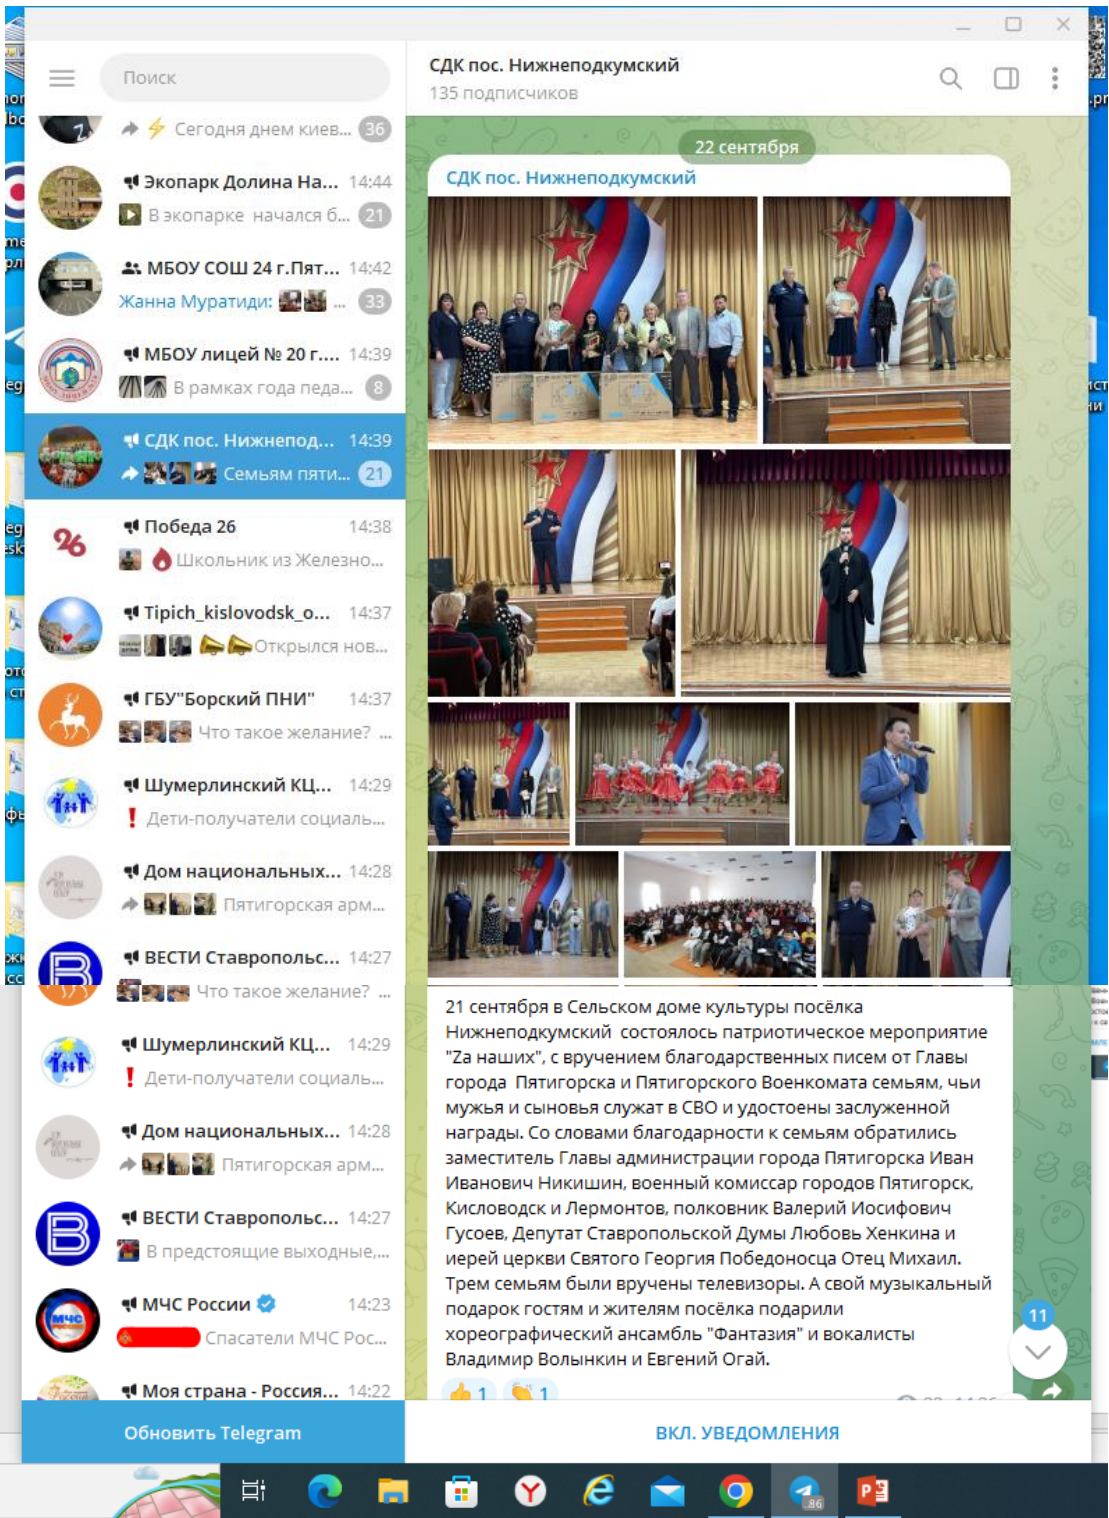 Поиск
Сегодня днем киев... 36
Экопарк Долина На... 14:44
В экопарке начался б... 21
МБОУ СОШ 24 г.Пят... 14:42
Жанна Муратиди: ... 33
МБОУ лицей № 20 г.... 14:39
В рамках года педа... 8
СДК пос. Нижнепод... 14:39
Семьям пяти... 21
26
Победа 26 14:38
Школьник из Железно...
Tipich_kislovodsk_o... 14:37
Открылся нов...
ГБУ"Борский ПНИ" 14:37
Что такое желание? ...
Шумерлинский КЦ... 14:29
Дети-получатели социаль...
Дом национальных... 14:28
Пятигорская арм...
В
ВЕСТИ Ставропольс... 14:27
Что такое желание? ...
Шумерлинский КЦ... 14:29
Дети-получатели социаль...
Дом национальных... 14:28
Пятигорская арм...
В
ВЕСТИ Ставропольс... 14:27
В предстоящие выходные,...
МЧС
МЧС России 14:23
Спасатели МЧС Рос...
Моя страна - Россия... 14:22
Обновить Telegram
СДК пос. Нижнеподкумский
135 подписчиков
22 сентября
СДК пос. Нижнеподкумский
21 сентября в Сельском доме культуры посёлка
Нижнеподкумский состоялось патриотическое мероприятие
"Zа наших", с вручением благодарственных писем от Главы
города Пятигорска и Пятигорского Военкомата семьям, чьи
мужья и сыновья служат в СВО и удостоены заслуженной
награды. Со словами благодарности к семьям обратились
заместитель Главы администрации города Пятигорска Иван
Иванович Никишин, военный комиссар городов Пятигорск,
Кисловодск и Лермонтов, полковник Валерий Иосифович
Гусоев, Депутат Ставропольской Думы Любовь Хенкина и
иерей церкви Святого Георгия Победоносца Отец Михаил.
Трем семьям были вручены телевизоры. А свой музыкальный
подарок гостям и жителям посёлка подарили
хореографический ансамбль "Фантазия" и вокалисты
Владимир Волынкин и Евгений Огай.
1 1
11
ВКЛ. УВЕДОМЛЕНИЯ
86